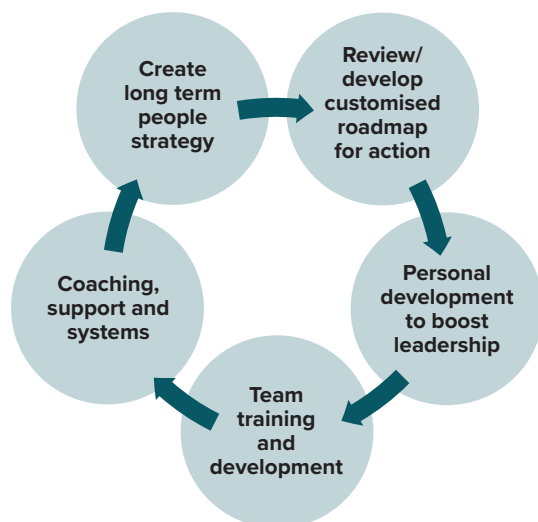 Create
long term
people
strategy
Review/
develop
customised
roadmap
for action
Personal
development
to boost
leadership
Team
training
and
development
Coaching,
support and
systems